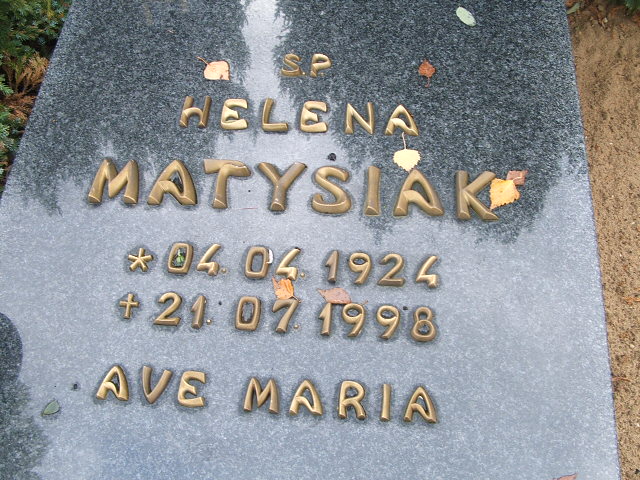 S.P.
HELENA
MATYSIAK
* 04.04.1924
+ 21.07.1998
AVE MARIA